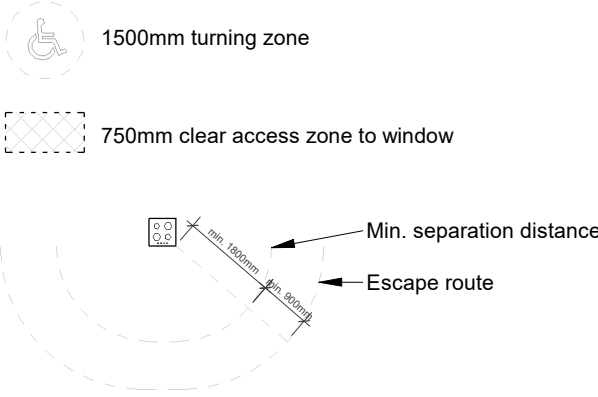 1500mm turning zone
750mm clear access zone to window
Min. separation distance
min. 1800mm
min. 900mm
Escape route